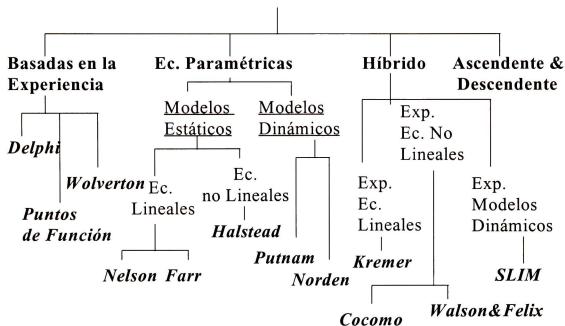 Basadas en la
Experiencia
Ec. Paramétricas
Híbrido
Ascendente &
Descendente
Delphi
Wolverton
Puntos
de Función
Modelos
Estáticos
Modelos
Dinámicos
Ec.
Lineales
Ec.
no Lineales
Halstead
Nelson Farr
Putnam
Norden
Exp.
Ec. No
Lineales
Exp.
Ec.
Lineales
Kremer
Exp.
Modelos
Dinámicos
SLIM
Cocomo
Walson&Felix